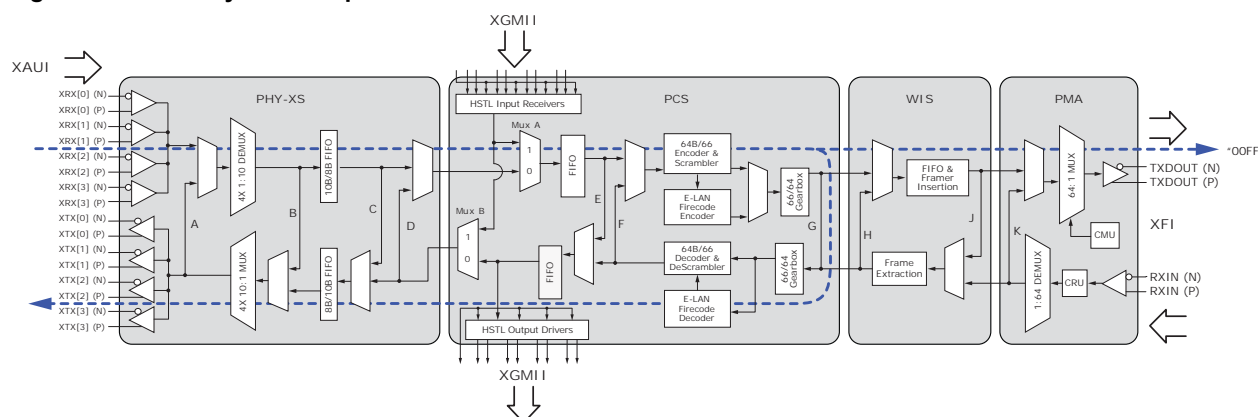 XGMII
XAUI
PHY-XS
PCS
WIS
PMA
XRX[0] (N)
XRX[0] (P)
XRX[1] (N)
XRX[1] (P)
XRX[2] (N)
XRX[2] (P)
XRX[3] (N)
XRX[3] (P)
XTX[0] (N)
XTX[0] (P)
XTX[1] (N)
XTX[1] (P)
XTX[2] (N)
XTX[2] (P)
XTX[3] (N)
XTX[3] (P)
A
4X 1:10 DEMUX
4X 10:1 MUX
B
10B/8B FIFO
8B/10B FIFO
C
D
HSTL Input Receivers
Mux A
1
0
FIFO
Mux B
1
0
E
F
FIFO
64B/66
Encoder &
Scrambler
E-LAN
Firecode
Encoder
66/64
Gearbox
64B/66
Decoder &
DeScrambler
E-LAN
Firecode
Decoder
66/64
Gearbox
G
HSTL Output Drivers
XGMII
H
FIFO &
Framer
Insertion
Frame
Extraction
J
K
64:1 MUX
1:64 DEMUX
CMU
CRU
"00FF
TXDOUT (N)
TXDOUT (P)
XFI
RXIN (N)
RXIN (P)